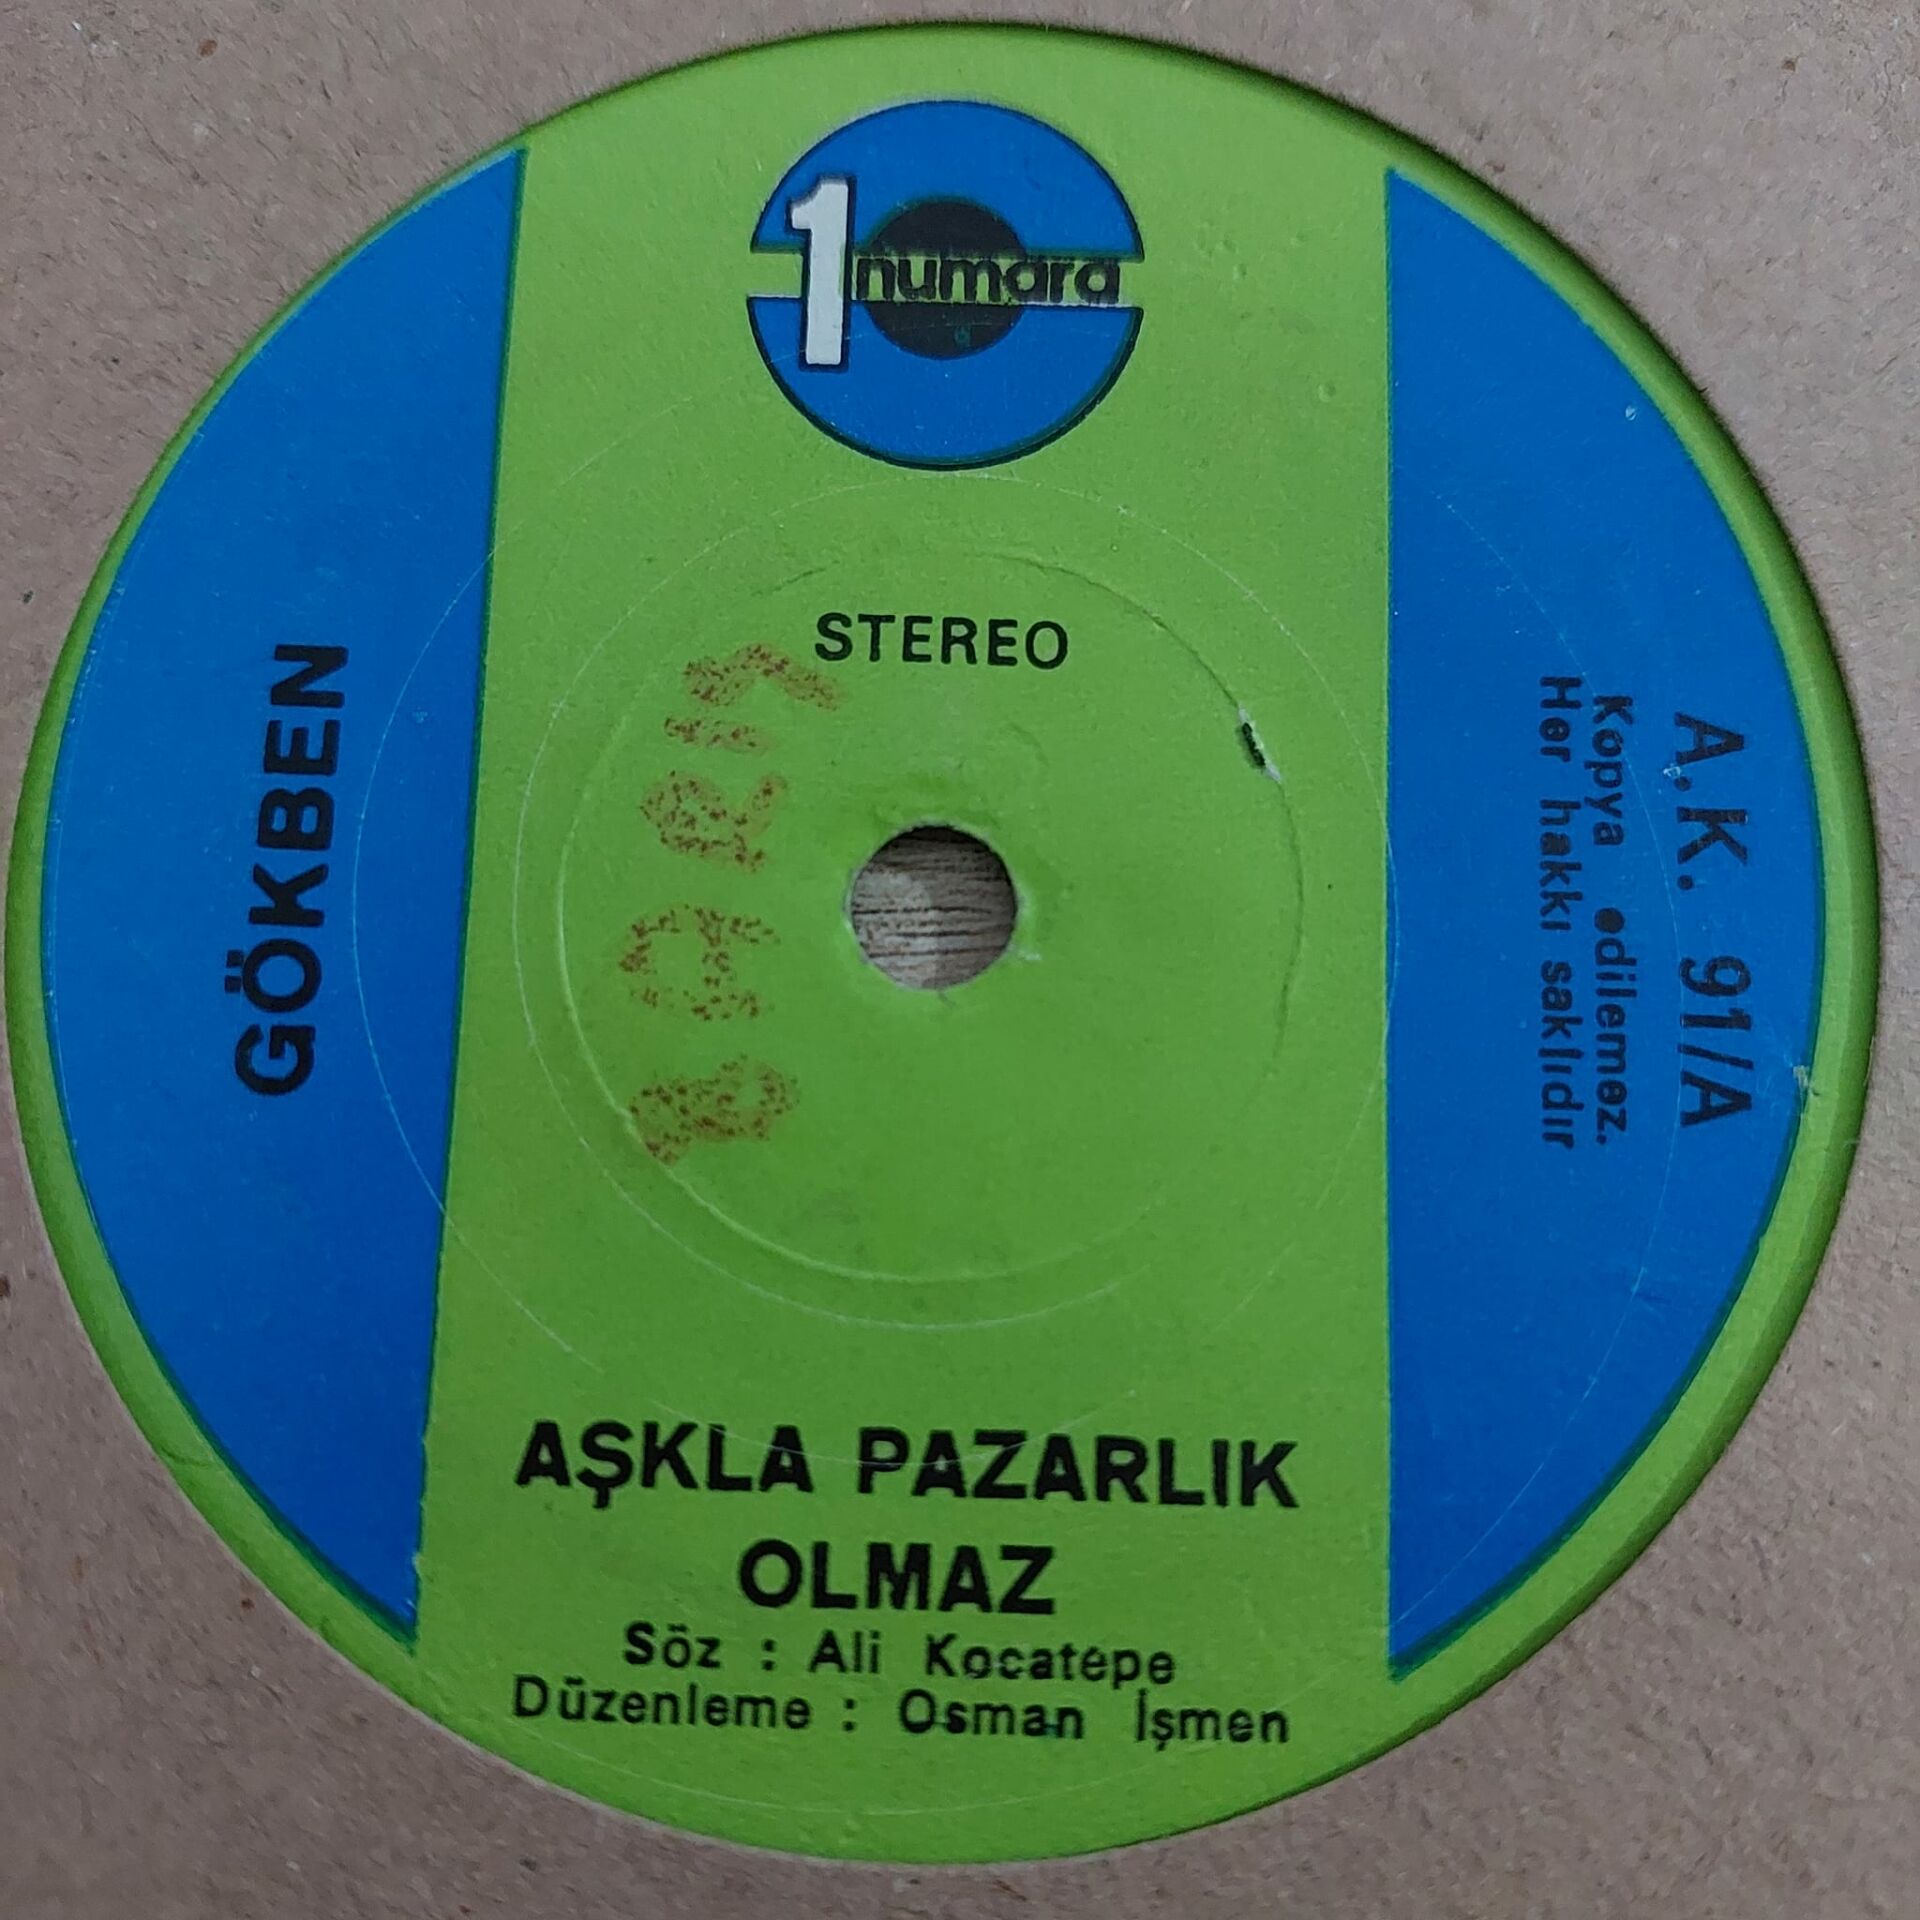 1 numara
STEREO
GÖKBEN
A.K. 91/A
Kopya edilemez.
Her hakkı saklıdır
AŞKLA PAZARLIK
OLMAZ
Söz : Ali Kocatepe
Düzenleme : Osman İşmen